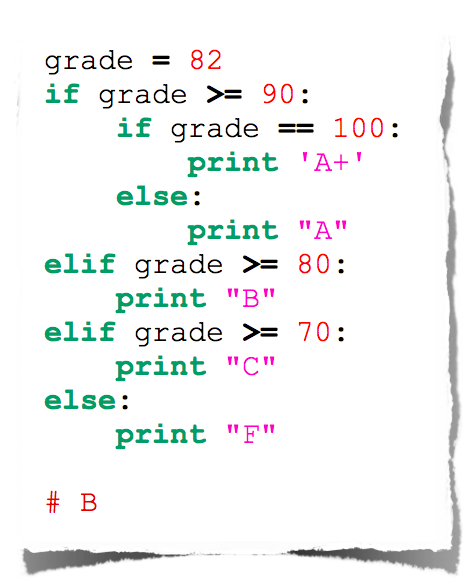 grade = 82
if grade >= 90:
    if grade == 100:
        print 'A+'
    else:
        print "A"
elif grade >= 80:
    print "B"
elif grade >= 70:
    print "C"
else:
    print "F"

# B